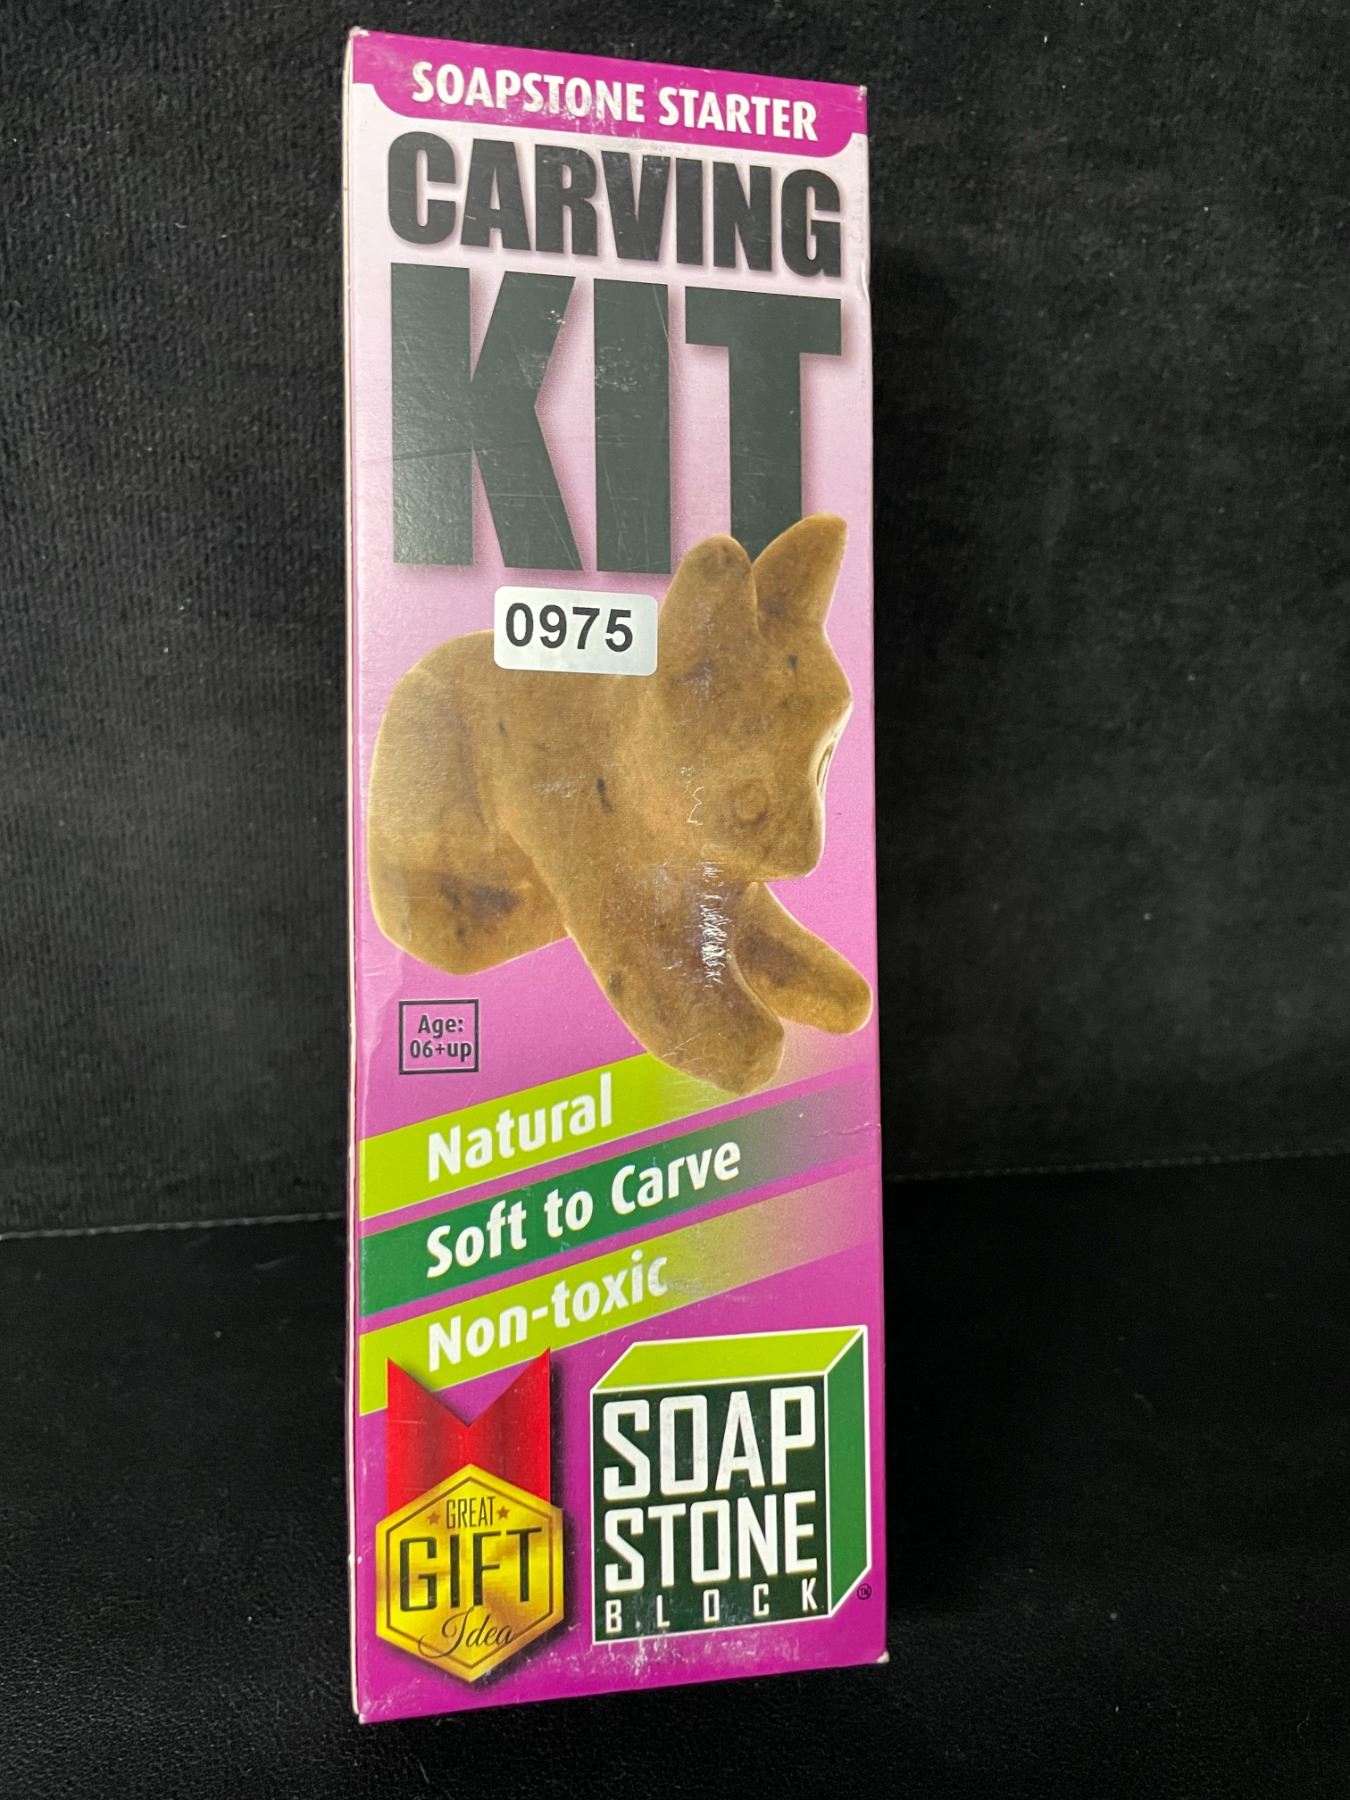 SOAPSTONE STARTER
CARVING
KIT
0975
Age:
06+up
Natural
Soft to Carve
Non-toxic
GREAT
GIFT
Idea
SOAP
STONE
BLOCK
TM